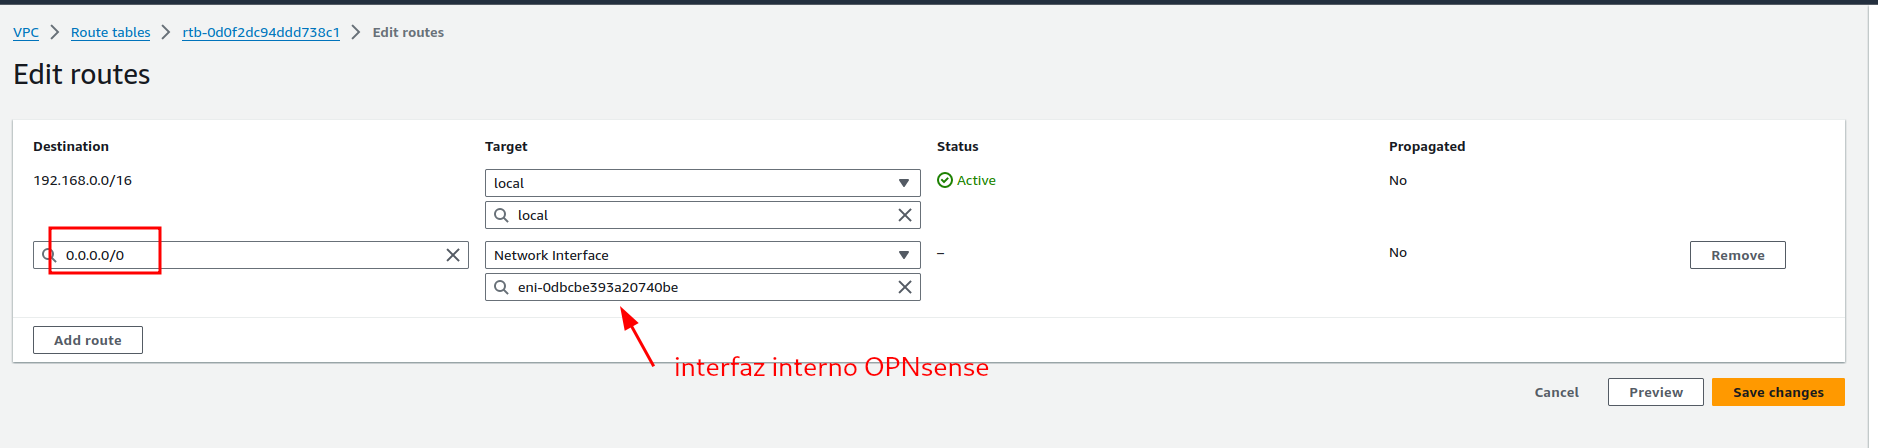 VPC > Route tables > rtb-0d0f2dc94ddd738c1 > Edit routes
Edit routes
Destination Target Status Propagated
192.168.0.0/16 local Active No
local
0.0.0.0/0 Network Interface – No Remove
eni-0dbcbe393a20740be
Add route
interfaz interno OPNsense
Cancel Preview Save changes